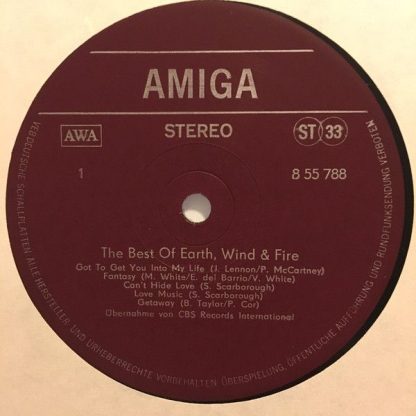 AMIGA
AWA
STEREO
ST 33
1
8 55 788
The Best Of Earth, Wind & Fire
Got To Get You Into My Life (J. Lennon/P. McCartney)
Fantasy (M. White/E. del Barrio/V. White)
Can't Hide Love (S. Scarborough)
Love Music (S. Scarborough)
Getaway (B. Taylor/P. Cor)
Übernahme von CBS Records International
VEB DEUTSCHE SCHALLPLATTEN ALLE HERSTELLER- UND URHEBERRECHTE VORBEHALTEN ÜBERSPIELUNG, ÖFFENTLICHE AUFFÜHRUNG UND RUNDFUNKSENDUNG VERBOTEN